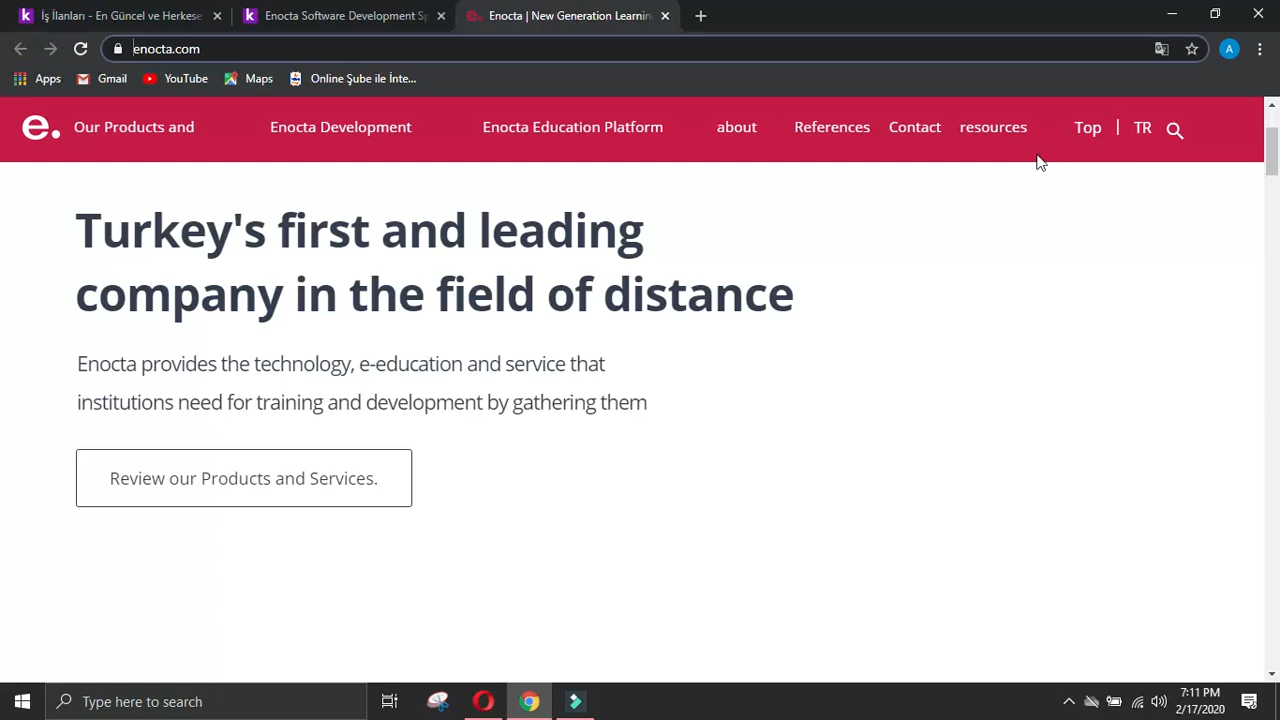 İş İlanları - Güven ve Herkese
Enocta Software Development Sp
Enocta | New Generation Learnin
enocta.com
A
Apps
Gmail
YouTube
Maps
Online Şube ile İnte...
e. Our Products and
Enocta Development
Enocta Education Platform
about
References
Contact
resources
Top | TR
Turkey's first and leading
company in the field of distance
Enocta provides the technology, e-education and service that
institutions need for training and development by gathering them
Review our Products and Services.
Type here to search
7:11 PM
2/17/2020